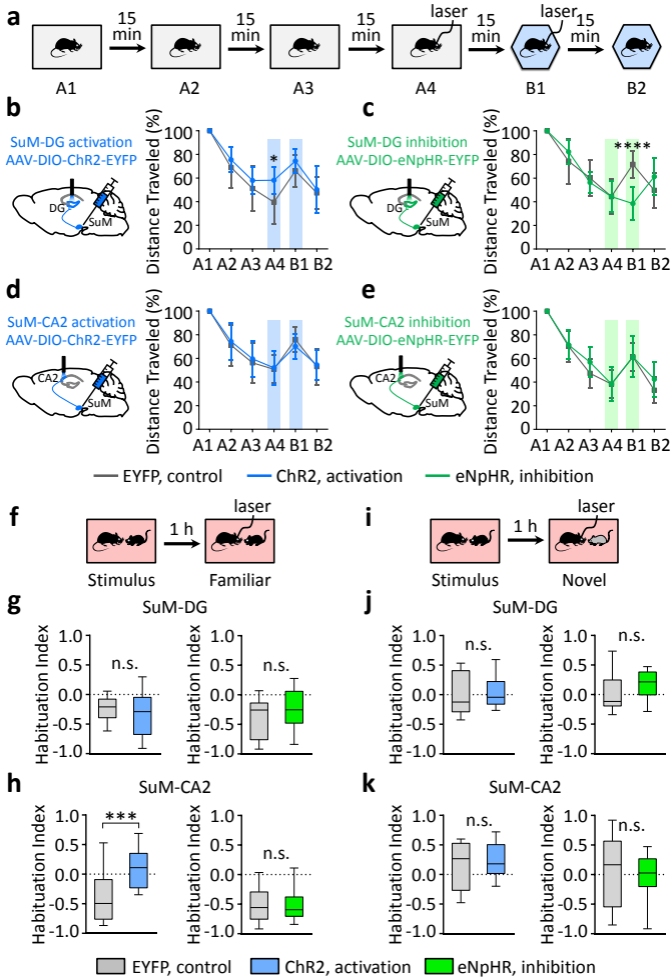 a
15 min
15 min
15 min
laser
15 min
laser
15 min
A1
A2
A3
A4
B1
B2
b
SuM-DG activation
AAV-DIO-ChR2-EYFP
DG
SuM
Distance Traveled (%)
100
80
60
40
20
0
*
A1 A2 A3 A4 B1 B2
c
SuM-DG inhibition
AAV-DIO-eNpHR-EYFP
DG
SuM
Distance Traveled (%)
100
80
60
40
20
0
****
A1 A2 A3 A4 B1 B2
d
SuM-CA2 activation
AAV-DIO-ChR2-EYFP
CA2
SuM
Distance Traveled (%)
100
80
60
40
20
0
A1 A2 A3 A4 B1 B2
e
SuM-CA2 inhibition
AAV-DIO-eNpHR-EYFP
CA2
SuM
Distance Traveled (%)
100
80
60
40
20
0
A1 A2 A3 A4 B1 B2
EYFP, control
ChR2, activation
eNpHR, inhibition
f
1 h
laser
Stimulus
Familiar
i
1 h
laser
Stimulus
Novel
g
SuM-DG
Habituation Index
1.0
0.5
0.0
-0.5
-1.0
n.s.
Habituation Index
1.0
0.5
0.0
-0.5
-1.0
n.s.
j
SuM-DG
Habituation Index
1.0
0.5
0.0
-0.5
-1.0
n.s.
Habituation Index
1.0
0.5
0.0
-0.5
-1.0
n.s.
h
SuM-CA2
Habituation Index
1.0
0.5
0.0
-0.5
-1.0
***
Habituation Index
1.0
0.5
0.0
-0.5
-1.0
n.s.
k
SuM-CA2
Habituation Index
1.0
0.5
0.0
-0.5
-1.0
n.s.
Habituation Index
1.0
0.5
0.0
-0.5
-1.0
n.s.
EYFP, control
ChR2, activation
eNpHR, inhibition